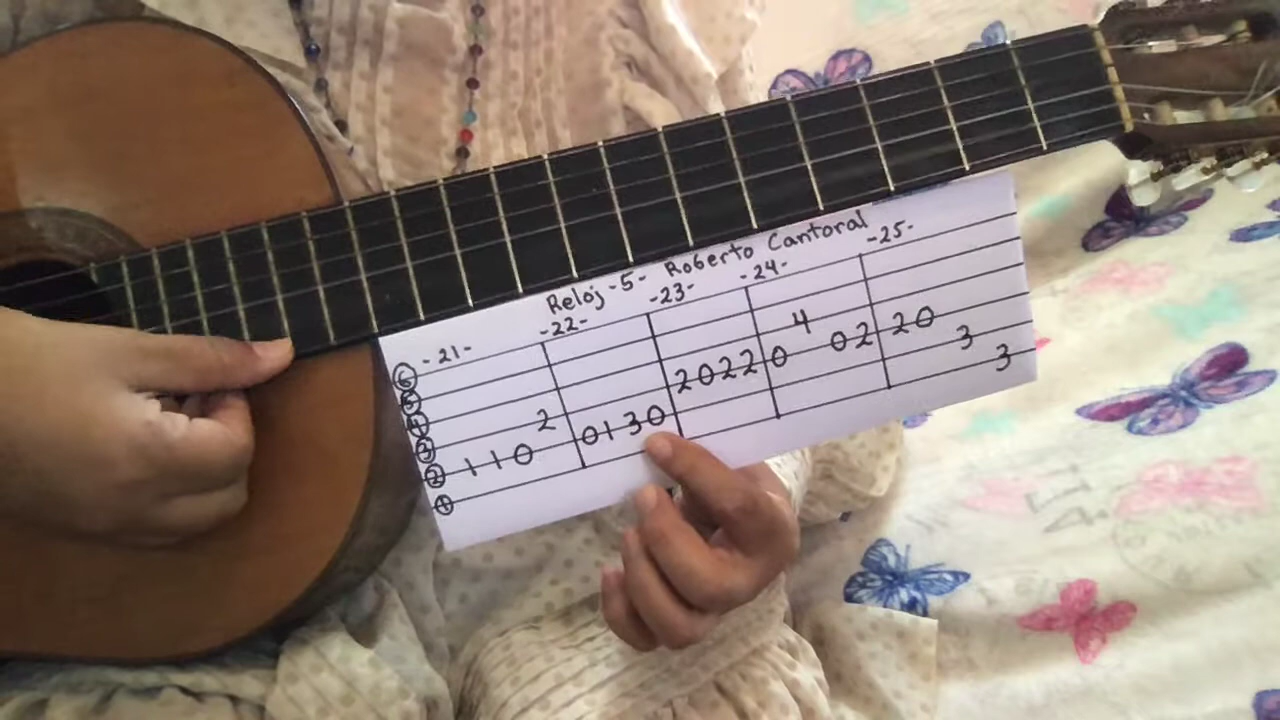 Reloj -5- Roberto Cantoral
-21- -22- -23- -24- -25-
6
5
4
3
2
1
1 1 0 2
0 1 3 0
2 0 2 2
0 4 0 2
2 0 3 3